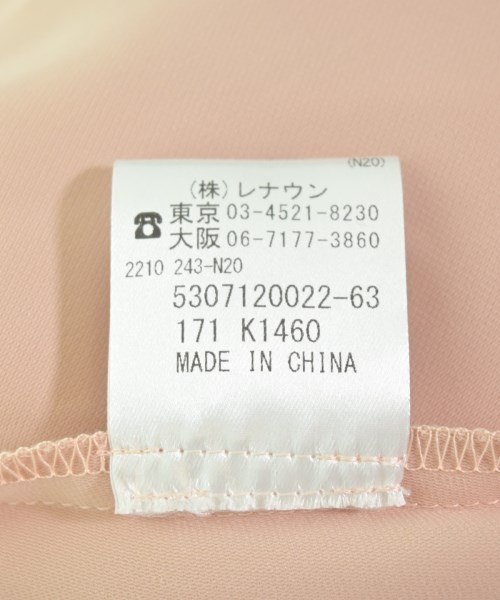 (N20)
(株)レナウン
☎東京 03-4521-8230
大阪 06-7177-3860
2210 243-N20
5307120022-63
171 K1460
MADE IN CHINA